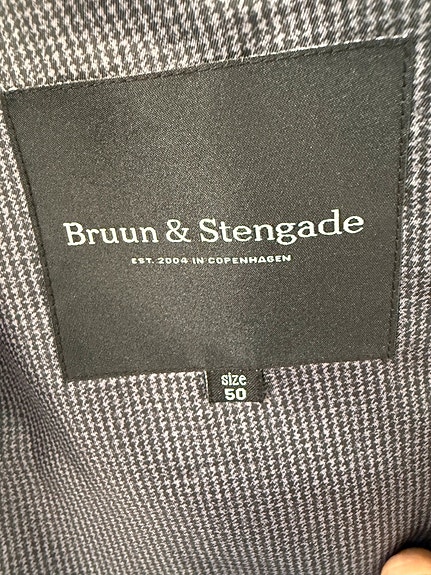 Bruun & Stengade
EST. 2004 IN COPENHAGEN
size
50